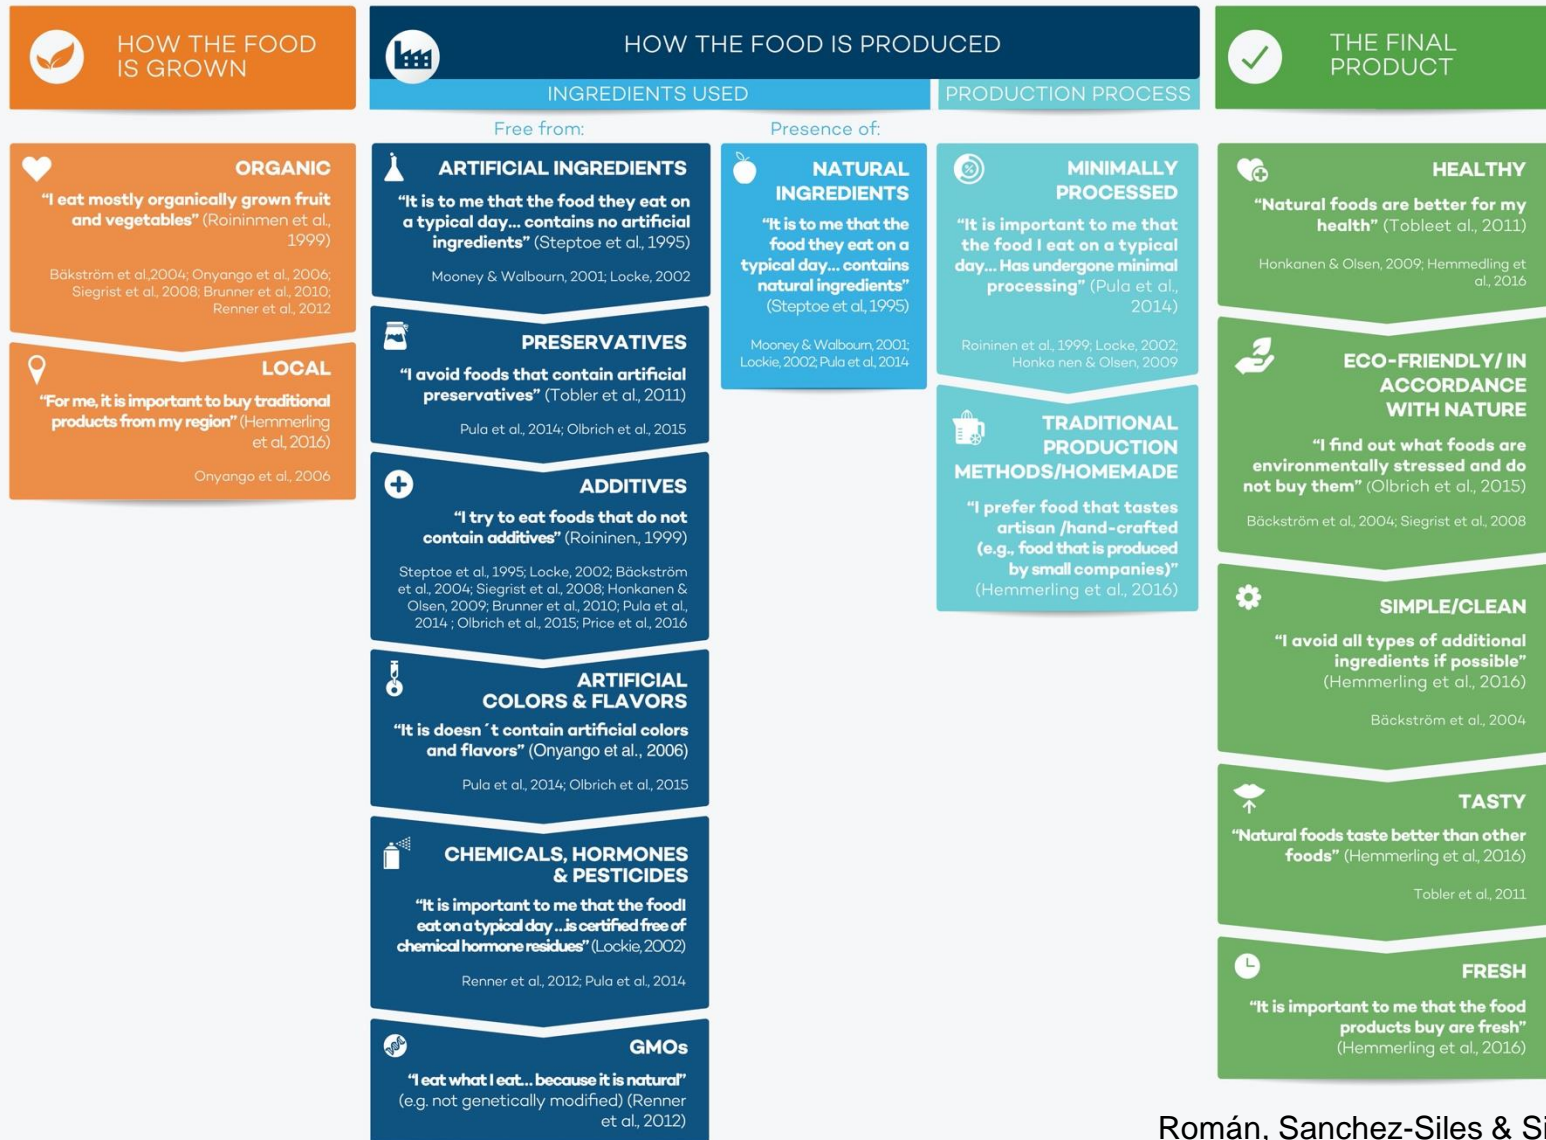 HOW THE FOOD
IS GROWN
HOW THE FOOD IS PRODUCED
INGREDIENTS USED
PRODUCTION PROCESS
THE FINAL
PRODUCT
Free from:
Presence of:
ORGANIC
“I eat mostly organically grown fruit
and vegetables” (Roininmen et al.,
1999)
Bäkström et al.,2004; Onyango et al., 2006;
Siegrist et al., 2008; Brunner et al., 2010;
Renner et al., 2012
LOCAL
“For me, it is important to buy traditional
products from my region” (Hemmerling
et al, 2016)
Onyango et al., 2006
ARTIFICIAL INGREDIENTS
“It is to me that the food they eat on
a typical day... contains no artificial
ingredients” (Steptoe et al., 1995)
Mooney & Walbourn, 2001; Locke, 2002
PRESERVATIVES
“I avoid foods that contain artificial
preservatives” (Tobler et al., 2011)
Pula et al., 2014; Olbrich et al., 2015
ADDITIVES
“I try to eat foods that do not
contain additives” (Roininen., 1999)
Steptoe et al., 1995; Locke, 2002; Bäckström
et al., 2004; Siegrist et al., 2008; Honkanen &
Olsen, 2009; Brunner et al., 2010; Pula et al.,
2014 ; Olbrich et al., 2015; Price et al., 2016
ARTIFICIAL
COLORS & FLAVORS
“It is doesn´t contain artificial colors
and flavors” (Onyango et al., 2006)
Pula et al., 2014; Olbrich et al., 2015
CHEMICALS, HORMONES
& PESTICIDES
“It is important to me that the foodI
eat on a typical day ...is certified free of
chemical hormone residues” (Lockie, 2002)
Renner et al., 2012; Pula et al., 2014
GMOs
“I eat what I eat... because it is natural”
(e.g. not genetically modified) (Renner
et al., 2012)
NATURAL
INGREDIENTS
“It is to me that the
food they eat on a
typical day... contains
natural ingredients”
(Steptoe et al., 1995)
Mooney & Walbourn, 2001;
Lockie, 2002; Pula et al., 2014
MINIMALLY
PROCESSED
“It is important to me that
the food I eat on a typical
day... Has undergone minimal
processing” (Pula et al.,
2014)
Roininen et al., 1999; Locke, 2002;
Honka nen & Olsen, 2009
TRADITIONAL
PRODUCTION
METHODS/HOMEMADE
“I prefer food that tastes
artisan /hand-crafted
(e.g., food that is produced
by small companies)”
(Hemmerling et al., 2016)
HEALTHY
“Natural foods are better for my
health” (Tobleet al., 2011)
Honkanen & Olsen, 2009; Hemmedling et
al., 2016
ECO-FRIENDLY/ IN
ACCORDANCE
WITH NATURE
“I find out what foods are
environmentally stressed and do
not buy them” (Olbrich et al., 2015)
Bäckström et al., 2004; Siegrist et al., 2008
SIMPLE/CLEAN
“I avoid all types of additional
ingredients if possible”
(Hemmerling et al., 2016)
Bäckström et al., 2004
TASTY
“Natural foods taste better than other
foods” (Hemmerling et al., 2016)
Tobler et al., 2011
FRESH
“It is important to me that the food
products buy are fresh”
(Hemmerling et al., 2016)
Román, Sanchez-Siles & Si